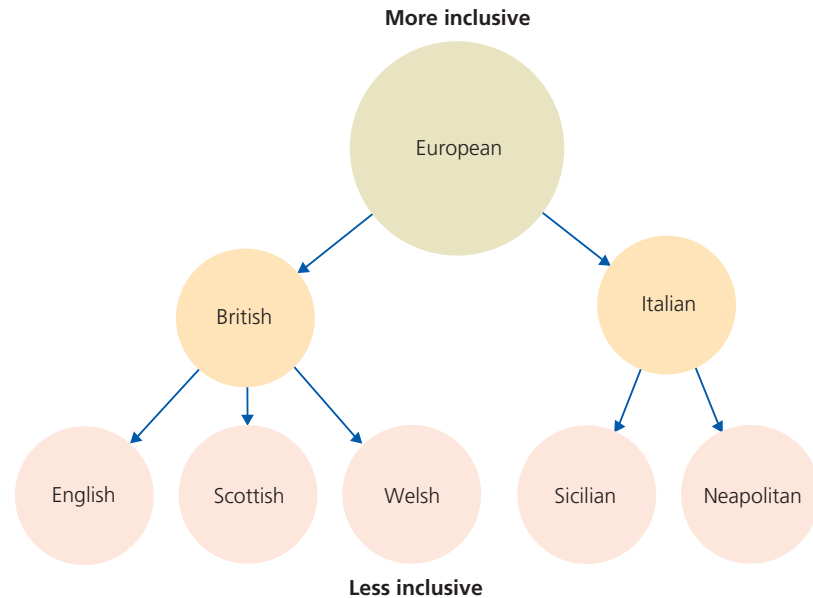 More inclusive
European
British
Italian
English
Scottish
Welsh
Sicilian
Neapolitan
Less inclusive